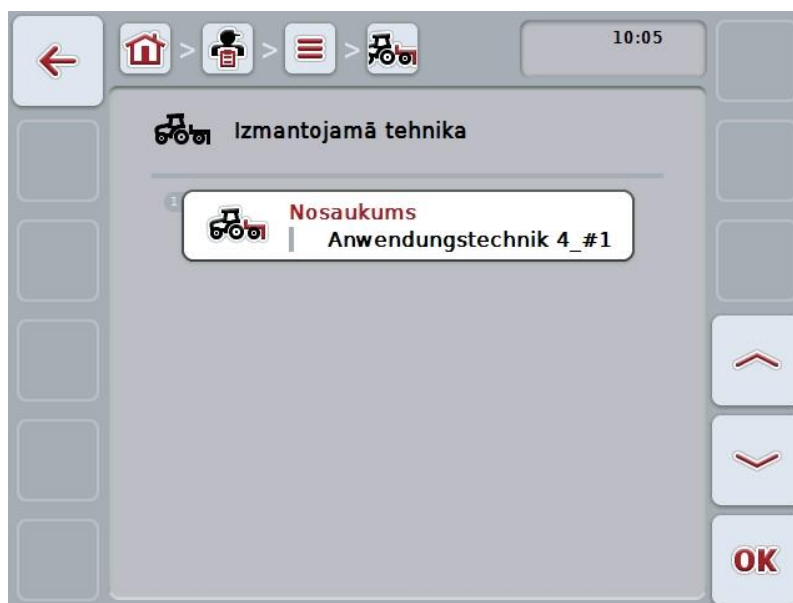 10:05
Izmantojamā tehnika
1
Nosaukums
Anwendungstechnik 4_#1
OK